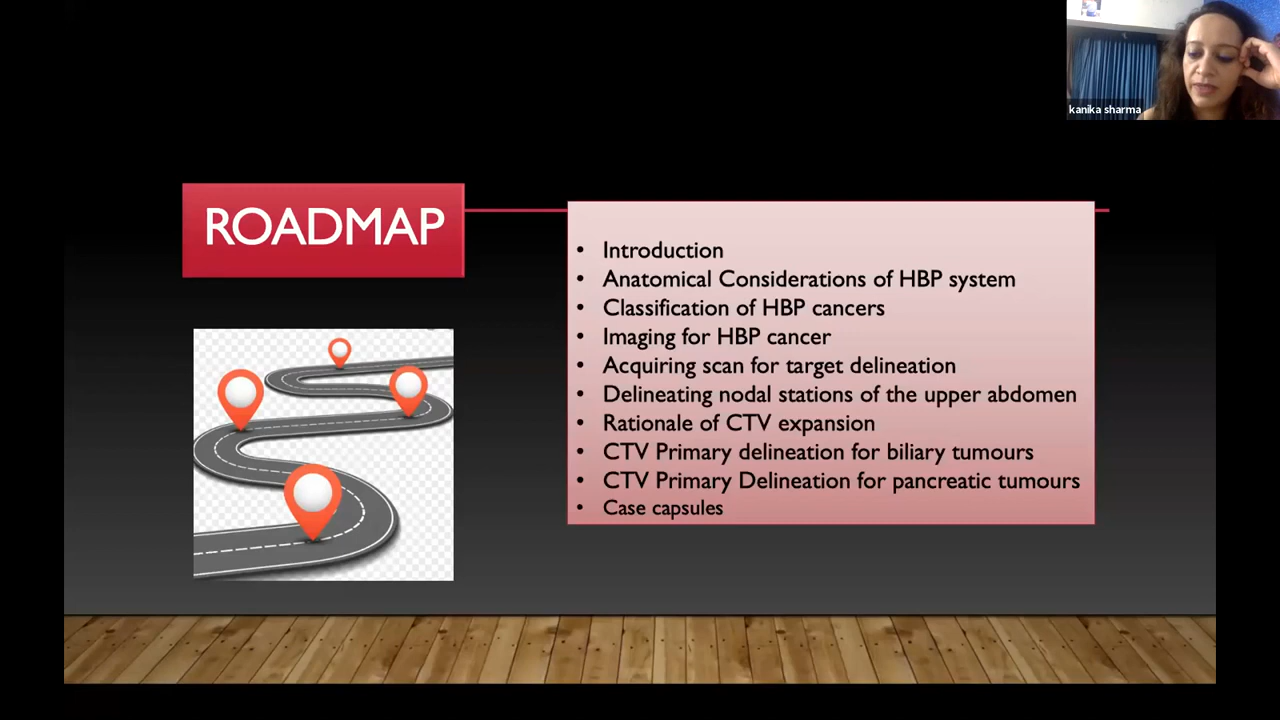 kanika sharma
ROADMAP
• Introduction
• Anatomical Considerations of HBP system
• Classification of HBP cancers
• Imaging for HBP cancer
• Acquiring scan for target delineation
• Delineating nodal stations of the upper abdomen
• Rationale of CTV expansion
• CTV Primary delineation for biliary tumours
• CTV Primary Delineation for pancreatic tumours
• Case capsules